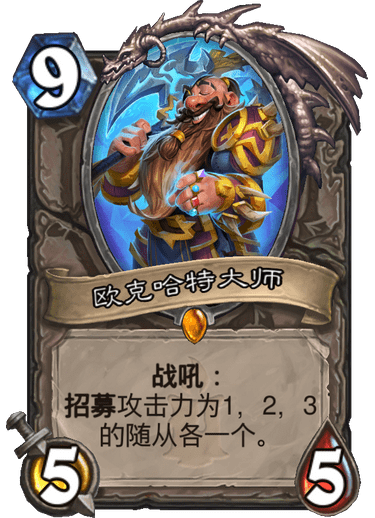 9
欧克哈特大师
战吼：
招募攻击力为1，2，3
的随从各一个。
5
5